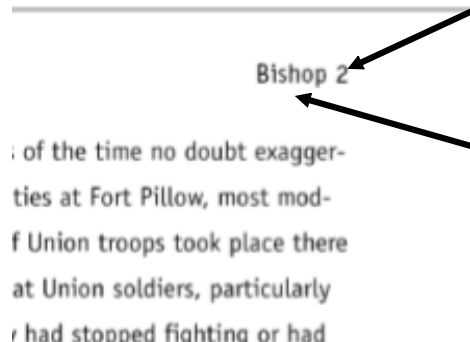 Bishop 2
of the time no doubt exagger-
ties at Fort Pillow, most mod-
f Union troops took place there
at Union soldiers, particularly
had stopped fighting or had